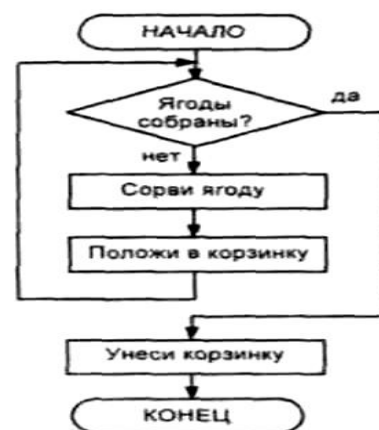 НАЧАЛО
Ягоды
собраны?
да
нет
Сорви ягоду
Положи в корзинку
Унеси корзинку
КОНЕЦ